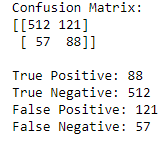 Confusion Matrix:
[[512 121]
 [ 57  88]]

True Positive: 88
True Negative: 512
False Positive: 121
False Negative: 57